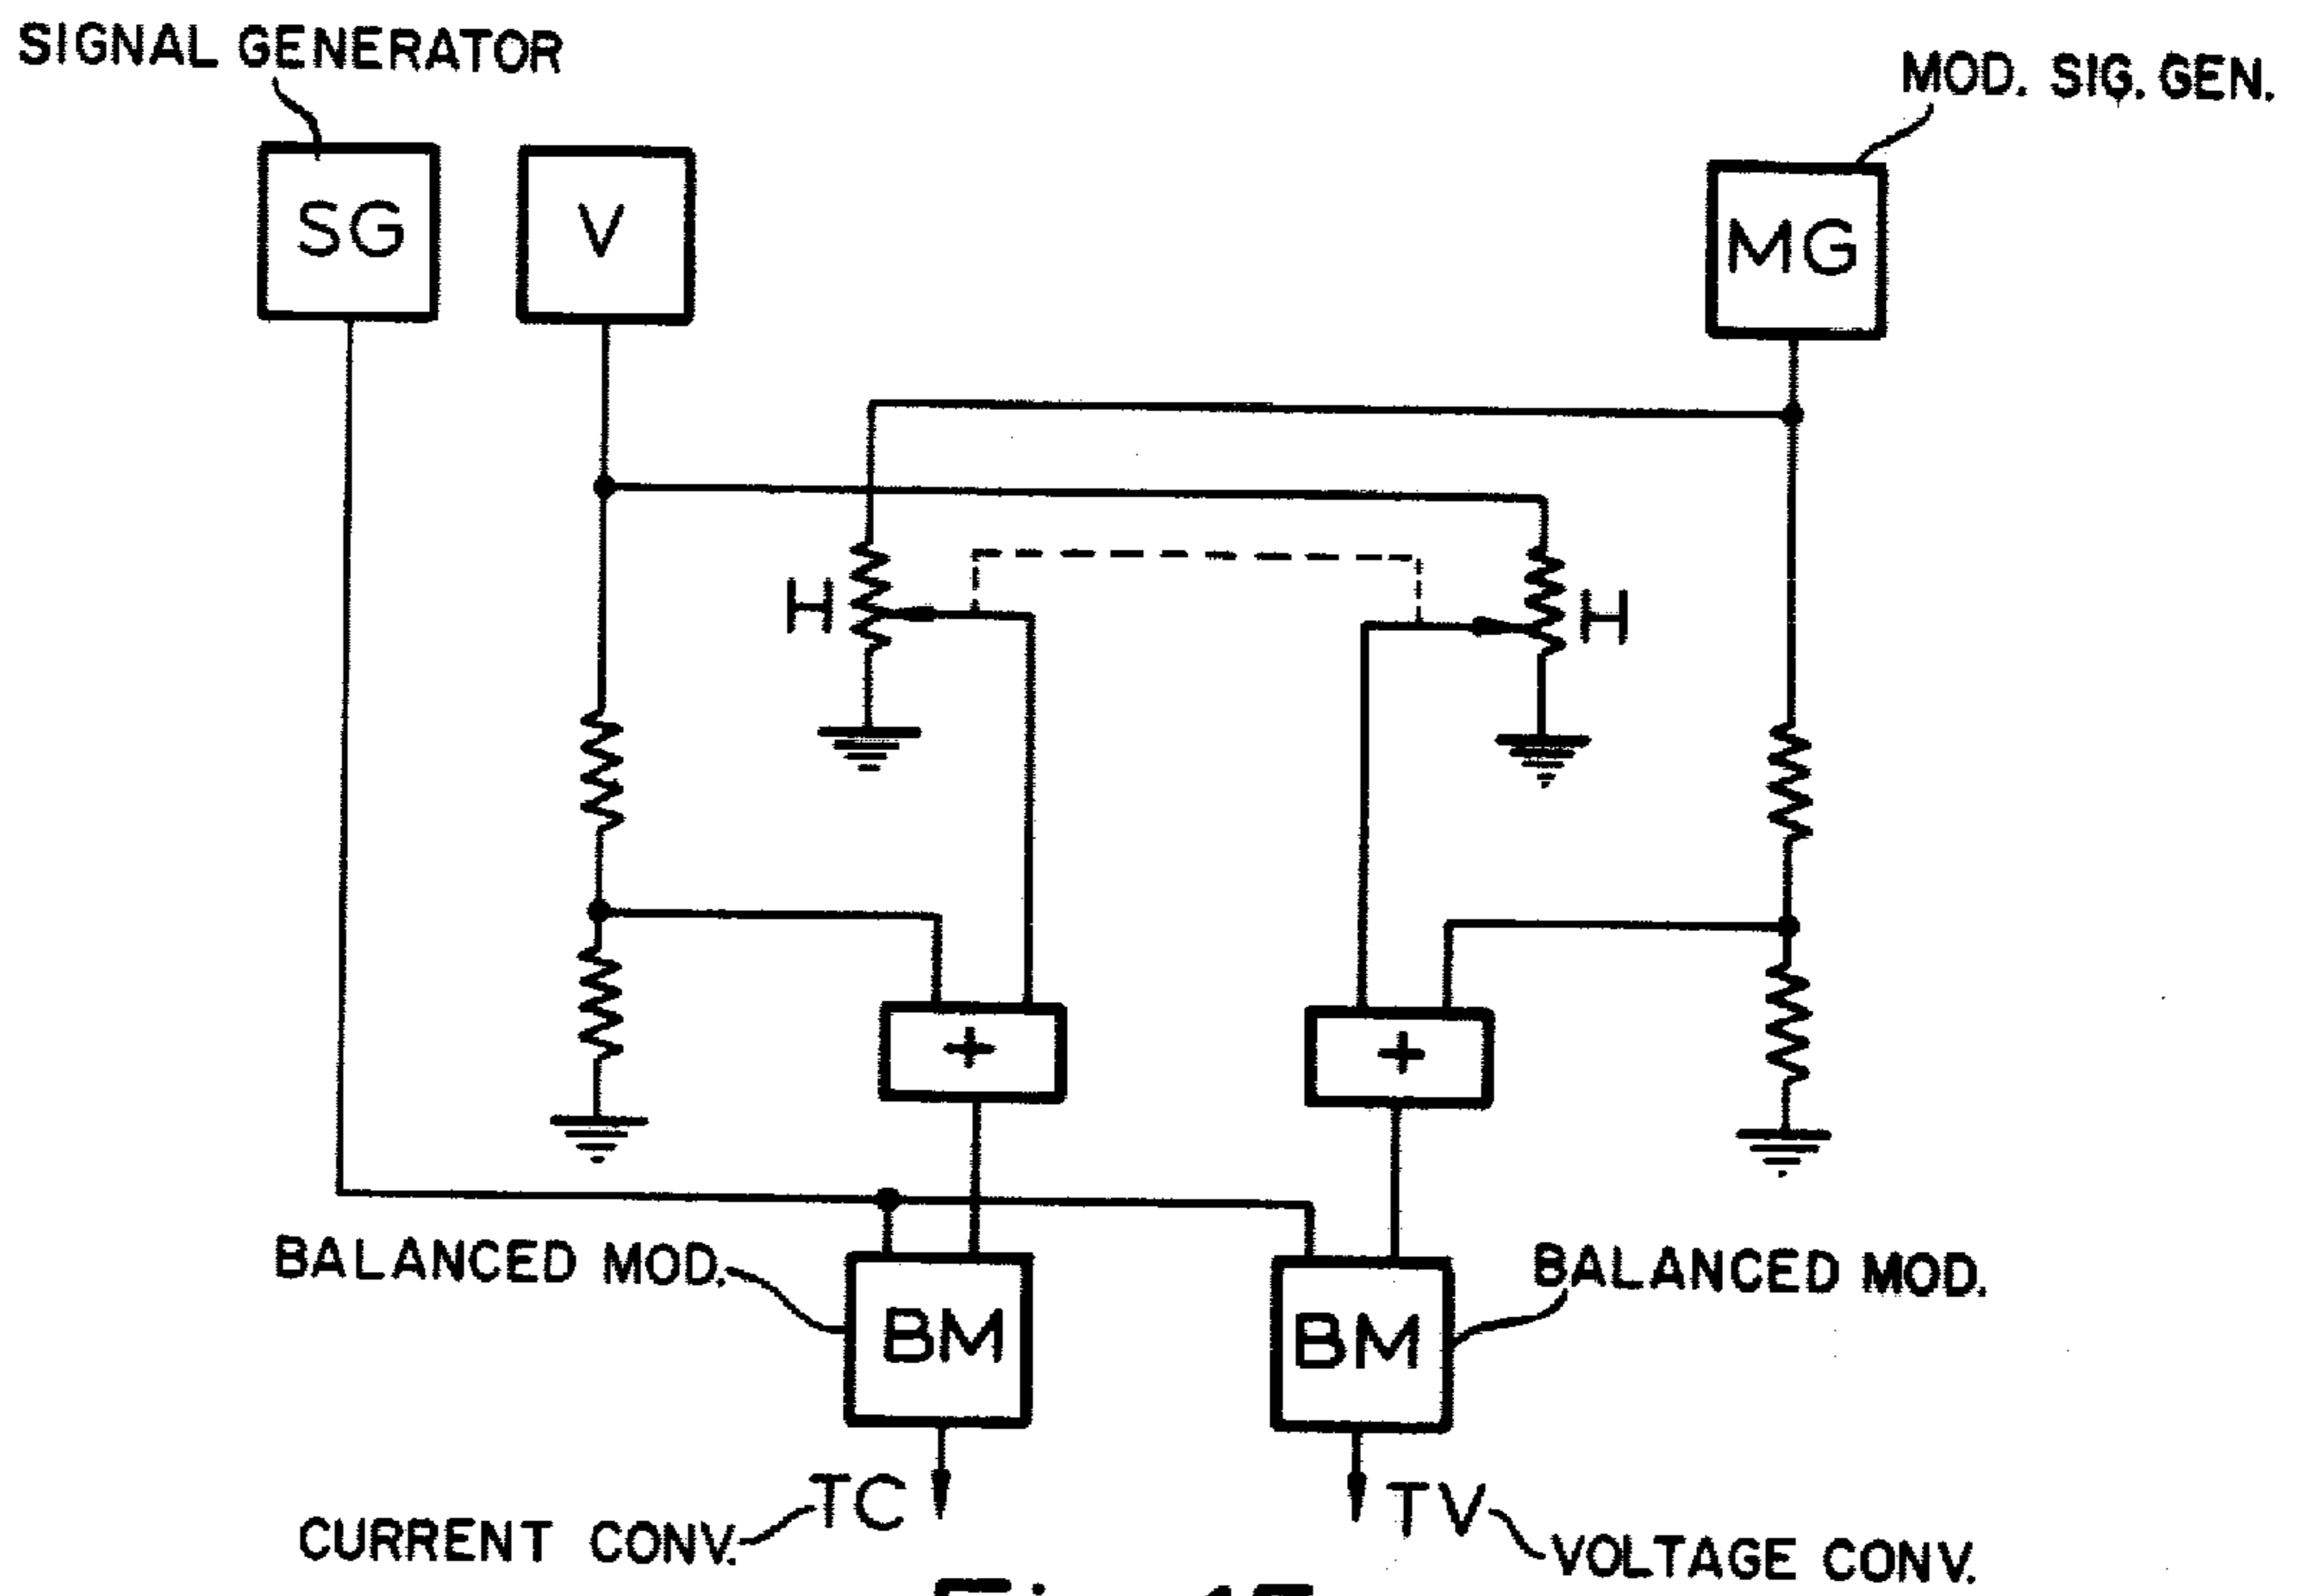 SIGNAL GENERATOR
MOD. SIG. GEN.
SG
V
MG
H
H
+
+
BALANCED MOD.
BALANCED MOD.
BM
BM
TC
TV
CURRENT CONV.
VOLTAGE CONV.